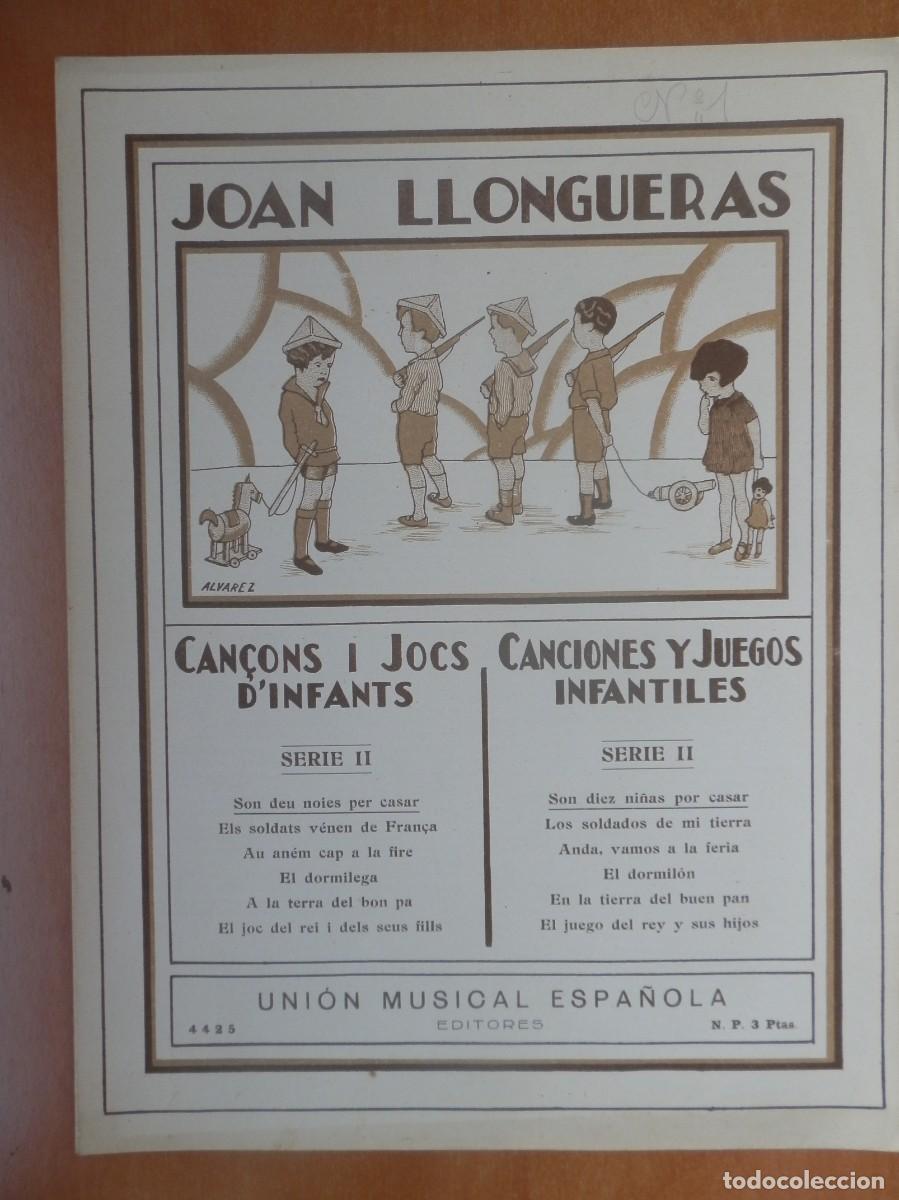 Nº 1
JOAN LLONGUERAS
ALVAREZ
CANÇONS I JOCS
D'INFANTS
SERIE II
Son deu noies per casar
Els soldats vénen de França
Au aném cap a la fire
El dormilega
A la terra del bon pa
El joc del rei i dels seus fills
CANCIONES Y JUEGOS
INFANTILES
SERIE II
Son diez niñas por casar
Los soldados de mi tierra
Anda, vamos a la feria
El dormilón
En la tierra del buen pan
El juego del rey y sus hijos
UNIÓN MUSICAL ESPAÑOLA
EDITORES
4425
N. P. 3 Ptas.
todocoleccion